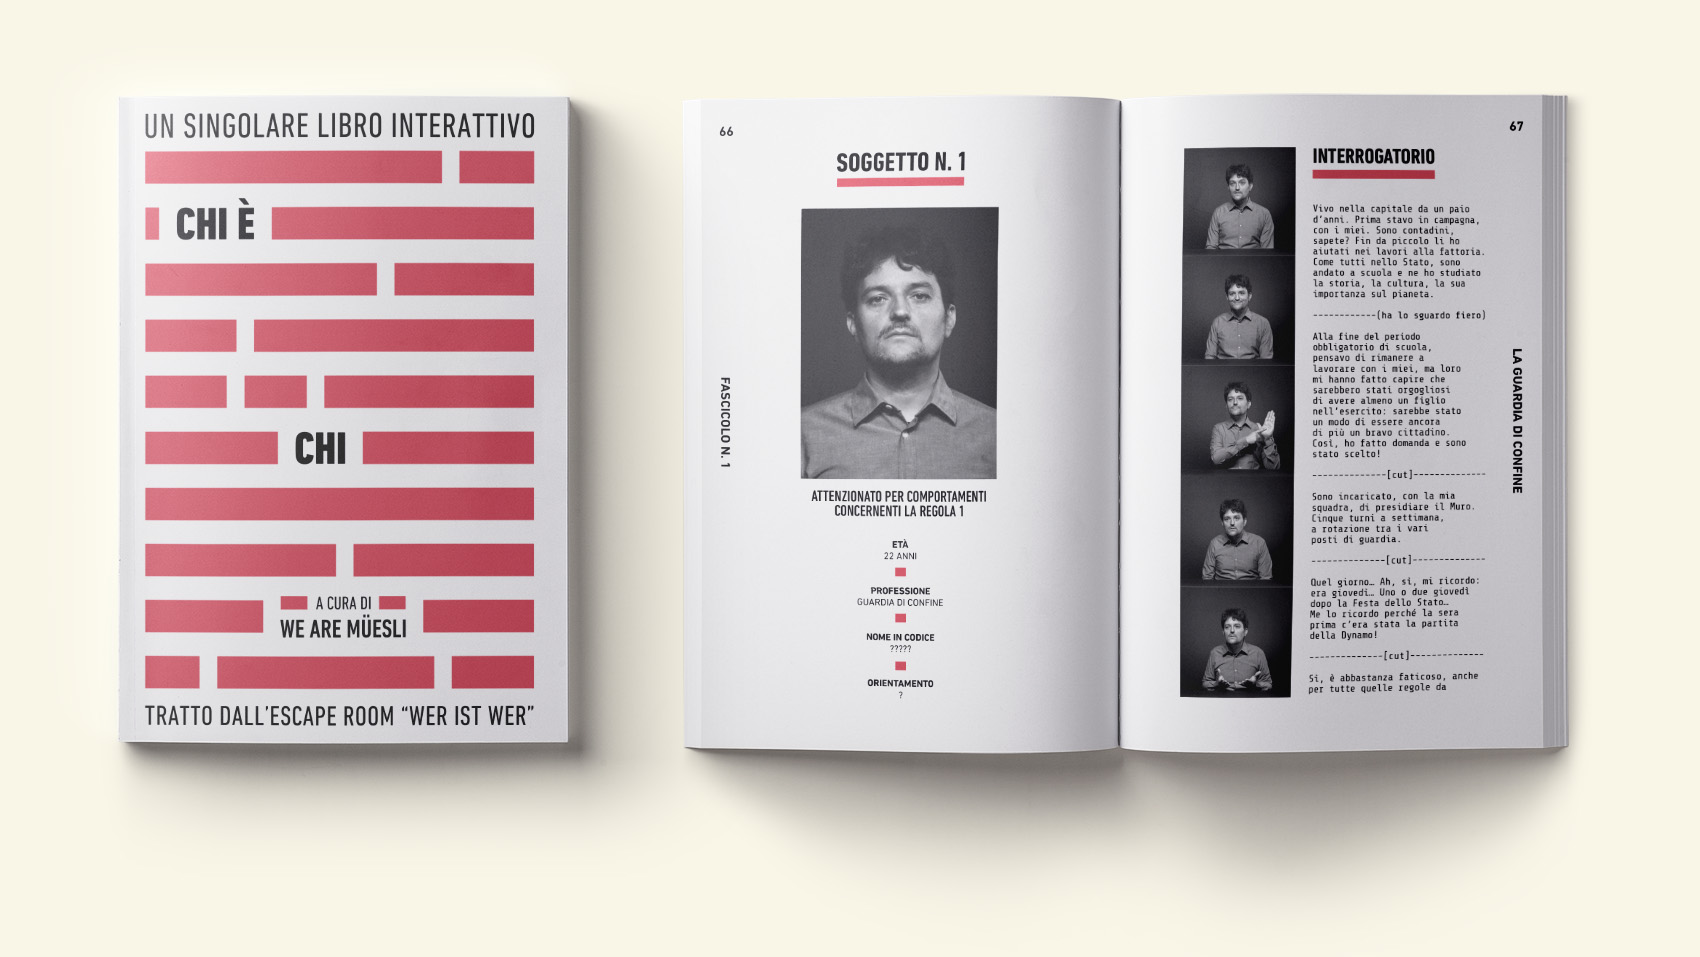 UN SINGOLARE LIBRO INTERATTIVO
CHI È
CHI
A CURA DI
WE ARE MÜESLI
TRATTO DALL'ESCAPE ROOM “WER IST WER”
66
SOGGETTO N. 1
FASCICOLO N. 1
ATTENZIONATO PER COMPORTAMENTI
CONCERNENTI LA REGOLA 1
ETÀ
22 ANNI
PROFESSIONE
GUARDIA DI CONFINE
NOME IN CODICE
?????
ORIENTAMENTO
?
67
INTERROGATORIO
Vivo nella capitale da un paio
d'anni. Prima stavo in campagna,
con i miei. Sono contadini,
sapete? Fin da piccolo li ho
aiutati nei lavori alla fattoria.
Come tutti nello Stato, sono
andato a scuola e ne ho studiato
la storia, la cultura, la sua
importanza sul pianeta.
------------(ha lo sguardo fiero)
Alla fine del periodo
obbligatorio di scuola,
pensavo di rimanere a
lavorare con i miei, ma loro
mi hanno fatto capire che
sarebbero stati orgogliosi
di avere almeno un figlio
nell'esercito: sarebbe stato
un modo di essere ancora
di più un bravo cittadino.
Così, ho fatto domanda e sono
stato scelto!
--------------[cut]--------------
Sono incaricato, con la mia
squadra, di presidiare il Muro.
Cinque turni a settimana,
a rotazione tra i vari
posti di guardia.
--------------[cut]--------------
Quel giorno… Ah, sì, mi ricordo:
era giovedì… Uno o due giovedì
dopo la Festa dello Stato…
Me lo ricordo perché la sera
prima c'era stata la partita
della Dynamo!
--------------[cut]--------------
Sì, è abbastanza faticoso, anche
per tutte quelle regole da
LA GUARDIA DI CONFINE